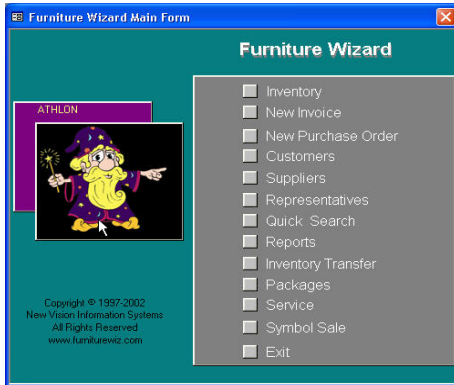 Furniture Wizard Main Form
Furniture Wizard
ATHLON
Inventory
New Invoice
New Purchase Order
Customers
Suppliers
Representatives
Quick Search
Reports
Inventory Transfer
Packages
Service
Symbol Sale
Exit
Copyright © 1997-2002
New Vision Information Systems
All Rights Reserved
www.furniturewiz.com